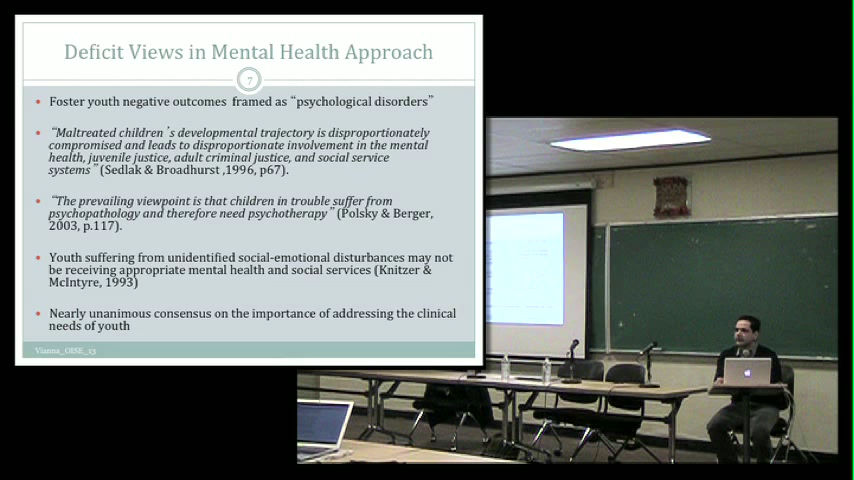 Deficit Views in Mental Health Approach
7
• Foster youth negative outcomes framed as “psychological disorders”
• “Maltreated children ’s developmental trajectory is disproportionately
compromised and leads to disproportionate involvement in the mental
health, juvenile justice, adult criminal justice, and social service
systems ” (Sedlak & Broadhurst ,1996, p67).
• “The prevailing viewpoint is that children in trouble suffer from
psychopathology and therefore need psychotherapy ” (Polsky & Berger,
2003, p.117).
• Youth suffering from unidentified social-emotional disturbances may not
be receiving appropriate mental health and social services (Knitzer &
McIntyre, 1993)
• Nearly unanimous consensus on the importance of addressing the clinical
needs of youth
Vianna_OISE_13